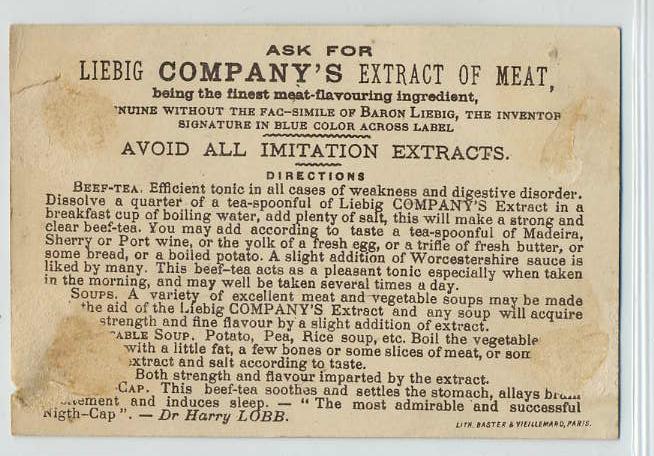 ASK FOR
LIEBIG COMPANY'S EXTRACT OF MEAT,
being the finest meat-flavouring ingredient,
NUINE WITHOUT THE FAC-SIMILE OF BARON LIEBIG, THE INVENTOR
SIGNATURE IN BLUE COLOR ACROSS LABEL
AVOID ALL IMITATION EXTRACTS.
DIRECTIONS
BEEF-TEA. Efficient tonic in all cases of weakness and digestive disorder.
Dissolve a quarter of a tea-spoonful of Liebig COMPANY'S Extract in a
breakfast cup of boiling water, add plenty of salt, this will make a strong and
clear beef-tea. You may add according to taste a tea-spoonful of Madeira,
Sherry or Port wine, or the yolk of a fresh egg, or a trifle of fresh butter, or
some bread, or a boiled potato. A slight addition of Worcestershire sauce is
liked by many. This beef-tea acts as a pleasant tonic especially when taken
in the morning, and may well be taken several times a day.
SOUPS. A variety of excellent meat and vegetable soups may be made
the aid of the Liebig COMPANY'S Extract and any soup will acquire
strength and fine flavour by a slight addition of extract.
ABLE SOUP. Potato, Pea, Rice soup, etc. Boil the vegetable
with a little fat, a few bones or some slices of meat, or som
extract and salt according to taste.
Both strength and flavour imparted by the extract.
-CAP. This beef-tea soothes and settles the stomach, allays
and induces sleep. — "The most admirable and successful
Nigth-Cap". — Dr Harry LOBB.
LITH. BASTER & VIEILLEMARD, PARIS.